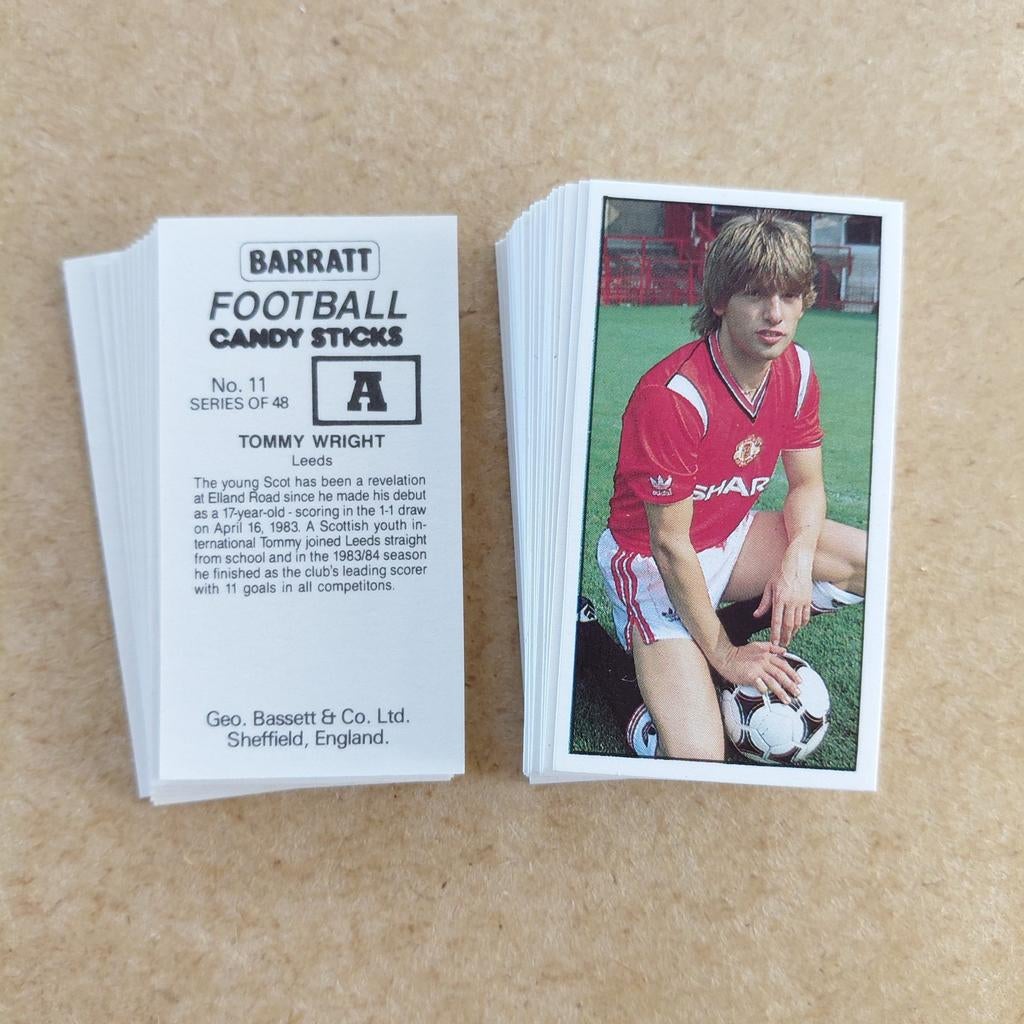 BARRATT
FOOTBALL
CANDY STICKS
No. 11
SERIES OF 48
A
TOMMY WRIGHT
Leeds
The young Scot has been a revelation
at Elland Road since he made his debut
as a 17-year-old - scoring in the 1-1 draw
on April 16, 1983. A Scottish youth in-
ternational Tommy joined Leeds straight
from school and in the 1983/84 season
he finished as the club's leading scorer
with 11 goals in all competitons.
Geo. Bassett & Co. Ltd.
Sheffield, England.
adidas
SHAR